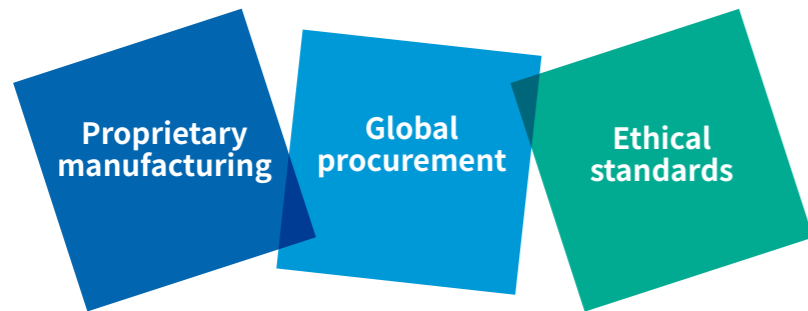 Proprietary
manufacturing
Global
procurement
Ethical
standards